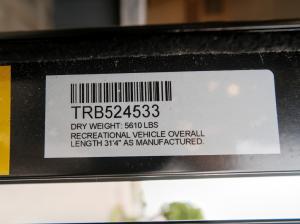 TRB524533
DRY WEIGHT: 5610 LBS
RECREATIONAL VEHICLE OVERALL
LENGTH 31'4" AS MANUFACTURED.